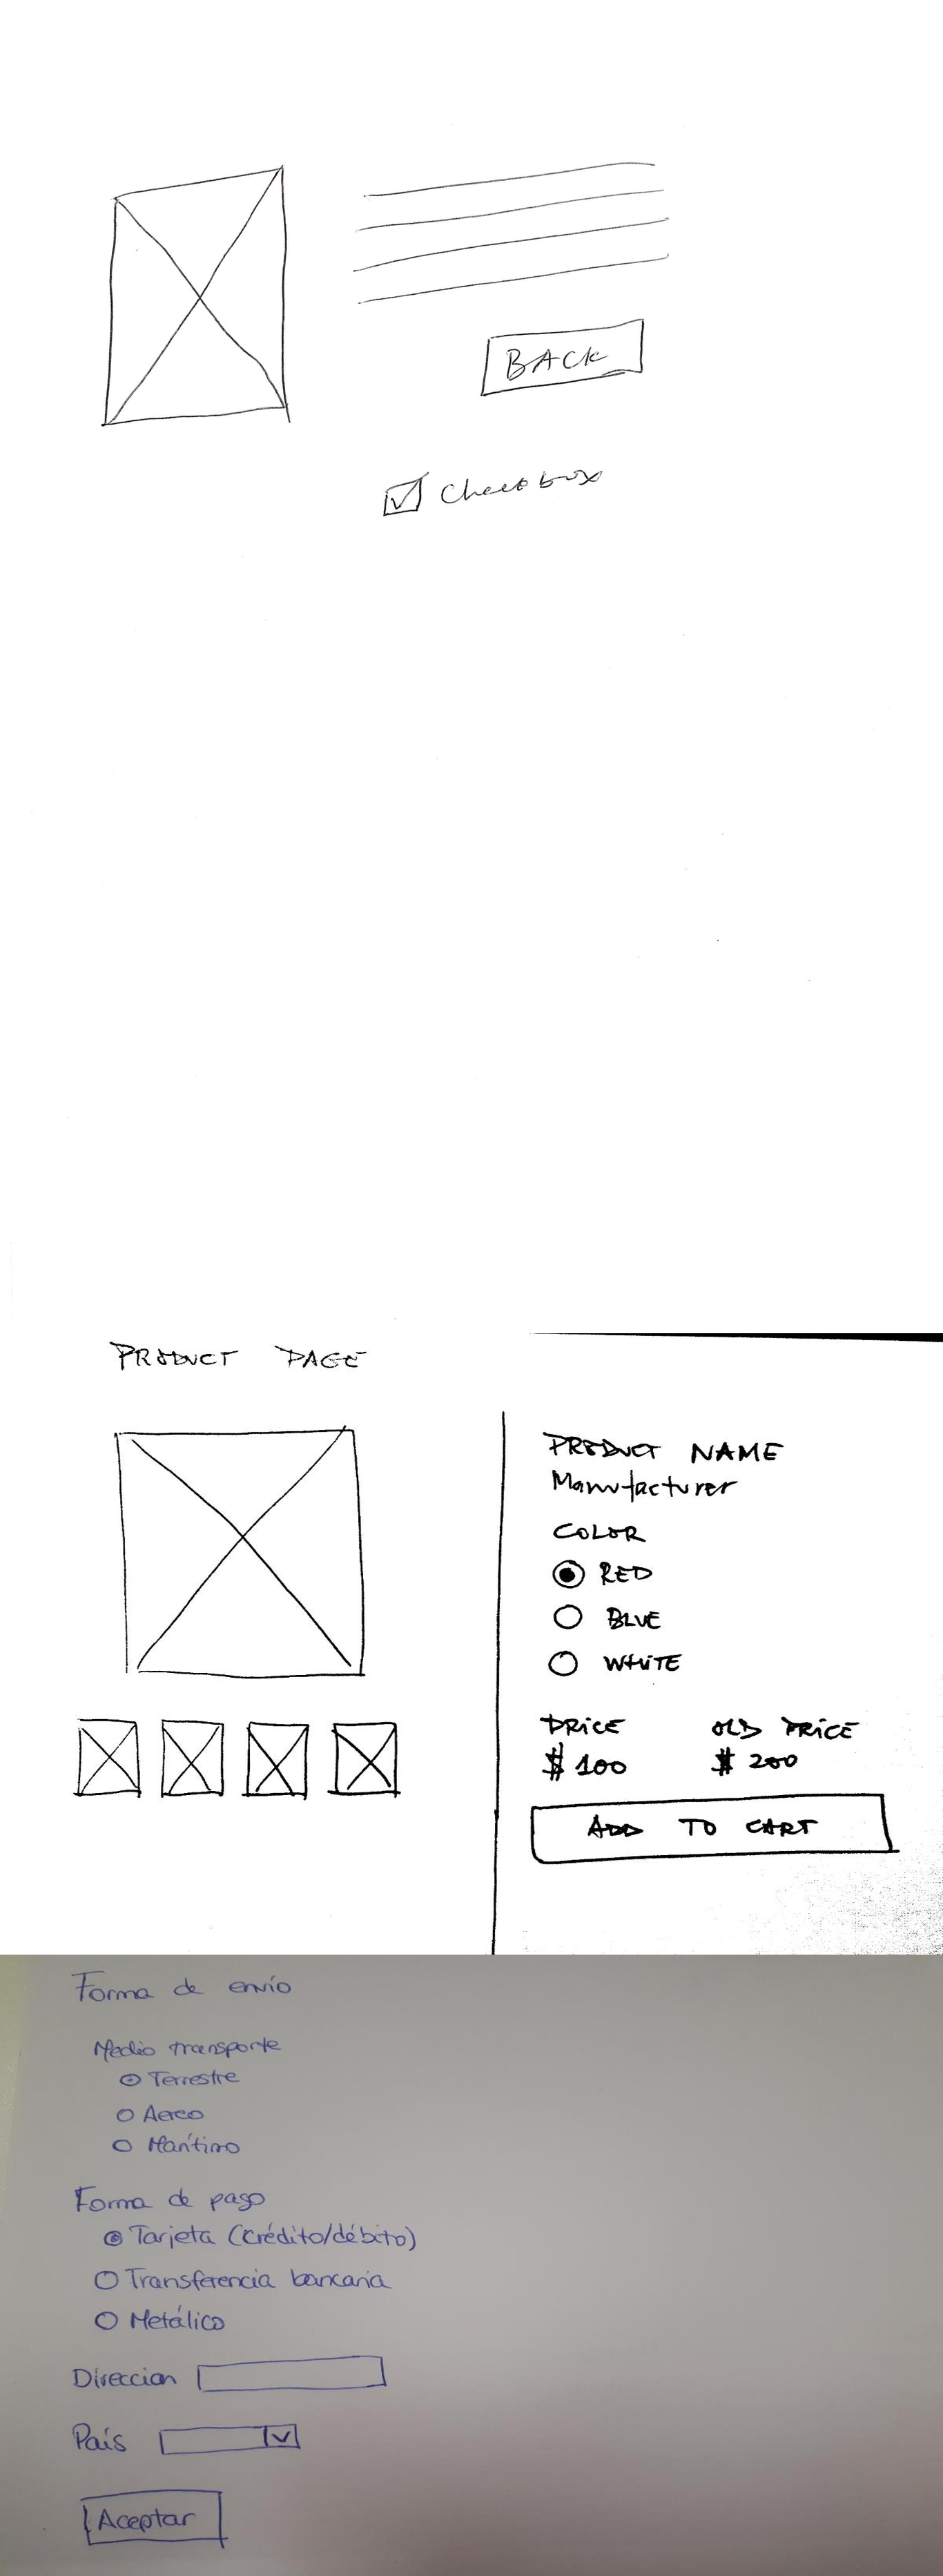 BACK
Checkbox
PRODUCT PAGE
PRODUCT NAME
Manufacturer
COLOR
RED
BLUE
WHITE
PRICE OLD PRICE
$ 100 $ 200
ADD TO CART
Forma de envío
Medio transporte
Terrestre
Aereo
Marítimo
Forma de pago
Tarjeta (crédito/débito)
Transferencia bancaria
Metálico
Direccion
País
Aceptar